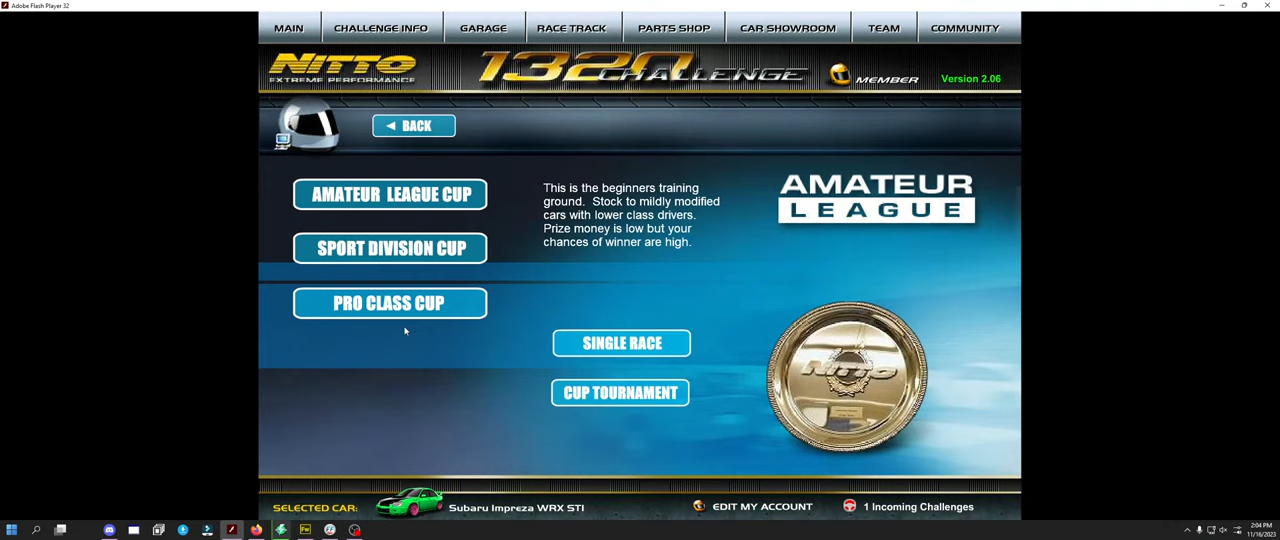 Adobe Flash Player 32
MAIN
CHALLENGE INFO
GARAGE
RACE TRACK
PARTS SHOP
CAR SHOWROOM
TEAM
COMMUNITY
NITTO
EXTREME PERFORMANCE
1320 CHALLENGE
MEMBER
Version 2.06
BACK
AMATEUR LEAGUE CUP
SPORT DIVISION CUP
PRO CLASS CUP
This is the beginners training
ground. Stock to mildly modified
cars with lower class drivers.
Prize money is low but your
chances of winner are high.
AMATEUR
LEAGUE
SINGLE RACE
CUP TOURNAMENT
NITTO
SELECTED CAR:
Subaru Impreza WRX STI
EDIT MY ACCOUNT
1 Incoming Challenges
Fw
2:04 PM
11/16/2023